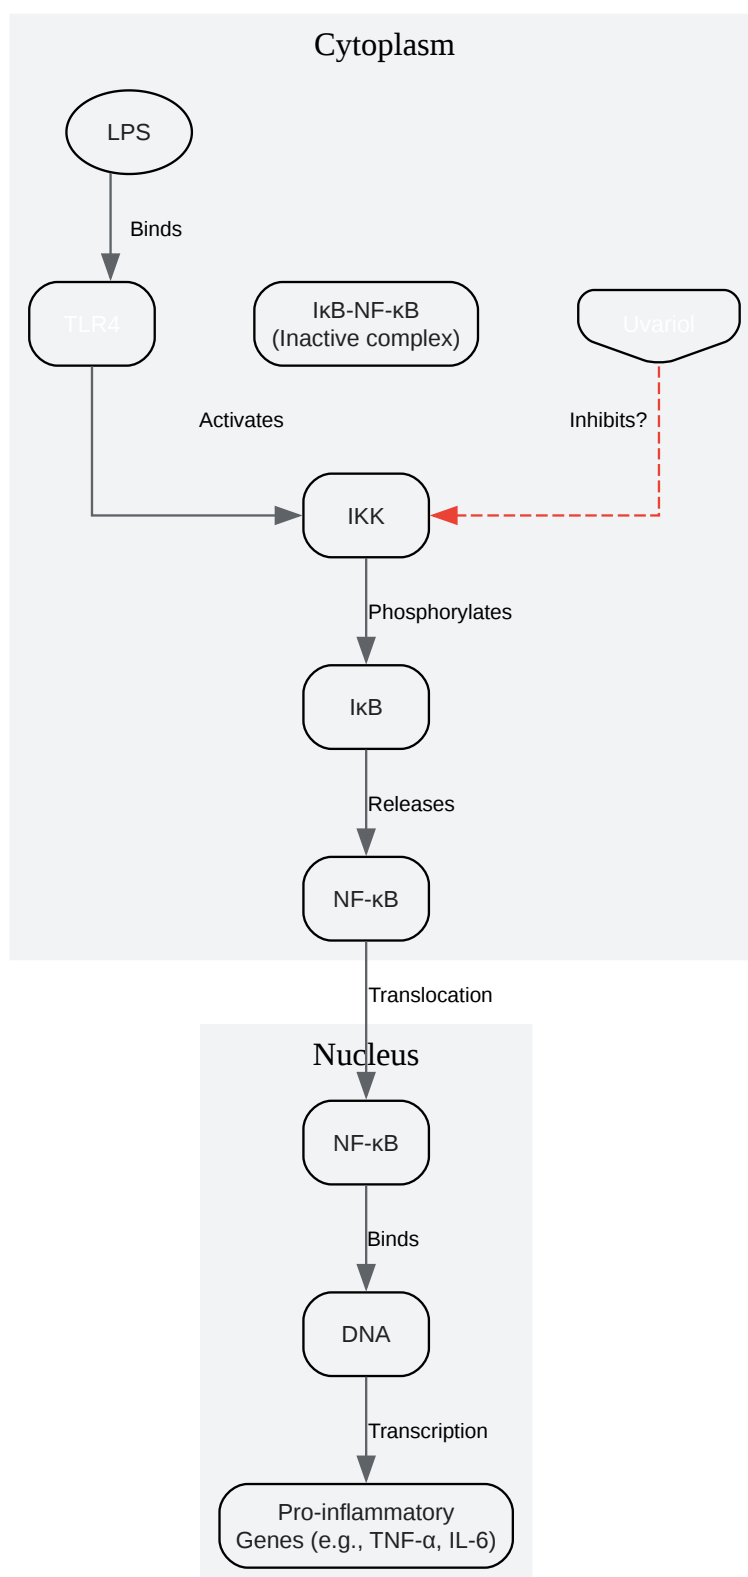 Cytoplasm
LPS
Binds
TLR4
IκB-NF-κB
(Inactive complex)
Uvariol
Activates
Inhibits?
IKK
Phosphorylates
IκB
Releases
NF-κB
Translocation
Nucleus
NF-κB
Binds
DNA
Transcription
Pro-inflammatory
Genes (e.g., TNF-α, IL-6)